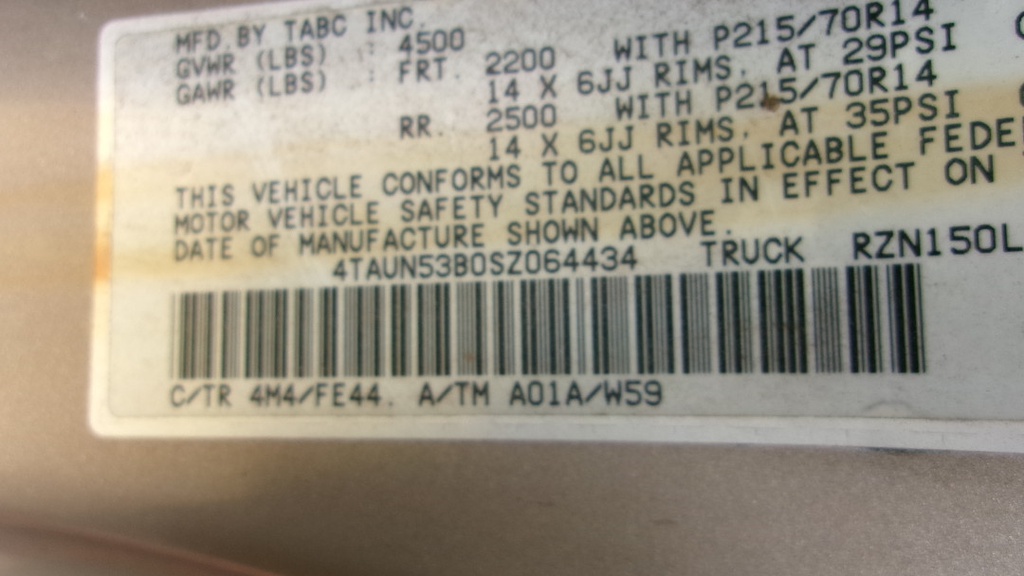 MFD. BY TABC INC.
GVWR (LBS) : 4500
GAWR (LBS) : FRT. 2200 WITH P215/70R14
14 X 6JJ RIMS, AT 29PSI
RR. 2500 WITH P215/70R14
14 X 6JJ RIMS, AT 35PSI
THIS VEHICLE CONFORMS TO ALL APPLICABLE FEDE
MOTOR VEHICLE SAFETY STANDARDS IN EFFECT ON
DATE OF MANUFACTURE SHOWN ABOVE.
4TAUN53B0SZ064434 TRUCK RZN150L
C/TR 4M4/FE44. A/TM A01A/W59